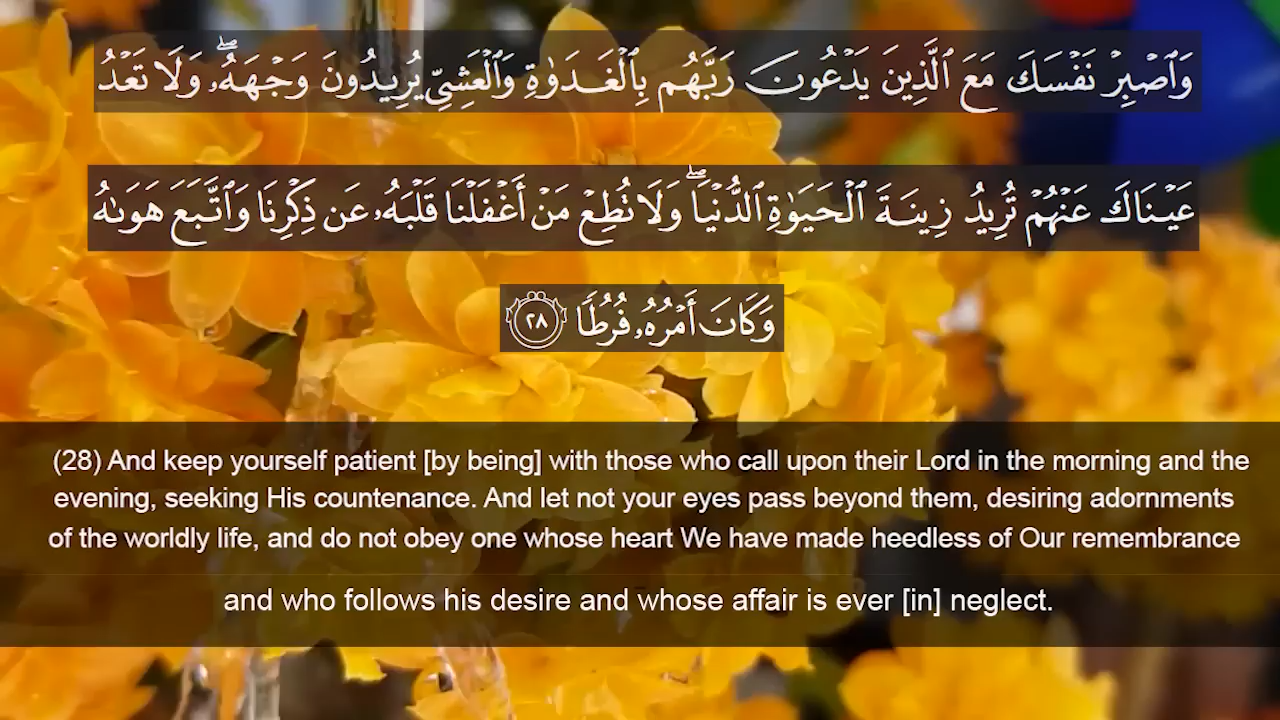 وَٱصۡبِرۡ نَفۡسَكَ مَعَ ٱلَّذِينَ يَدۡعُونَ رَبَّهُم بِٱلۡغَدَوٰةِ وَٱلۡعَشِيِّ يُرِيدُونَ وَجۡهَهُۥۖ وَلَا تَعۡدُ
عَيۡنَاكَ عَنۡهُمۡ تُرِيدُ زِينَةَ ٱلۡحَيَوٰةِ ٱلدُّنۡيَاۖ وَلَا تُطِعۡ مَنۡ أَغۡفَلۡنَا قَلۡبَهُۥ عَن ذِكۡرِنَا وَٱتَّبَعَ هَوَىٰهُ
وَكَانَ أَمۡرُهُۥ فُرُطٗا ٢٨
(28) And keep yourself patient [by being] with those who call upon their Lord in the morning and the
evening, seeking His countenance. And let not your eyes pass beyond them, desiring adornments
of the worldly life, and do not obey one whose heart We have made heedless of Our remembrance
and who follows his desire and whose affair is ever [in] neglect.